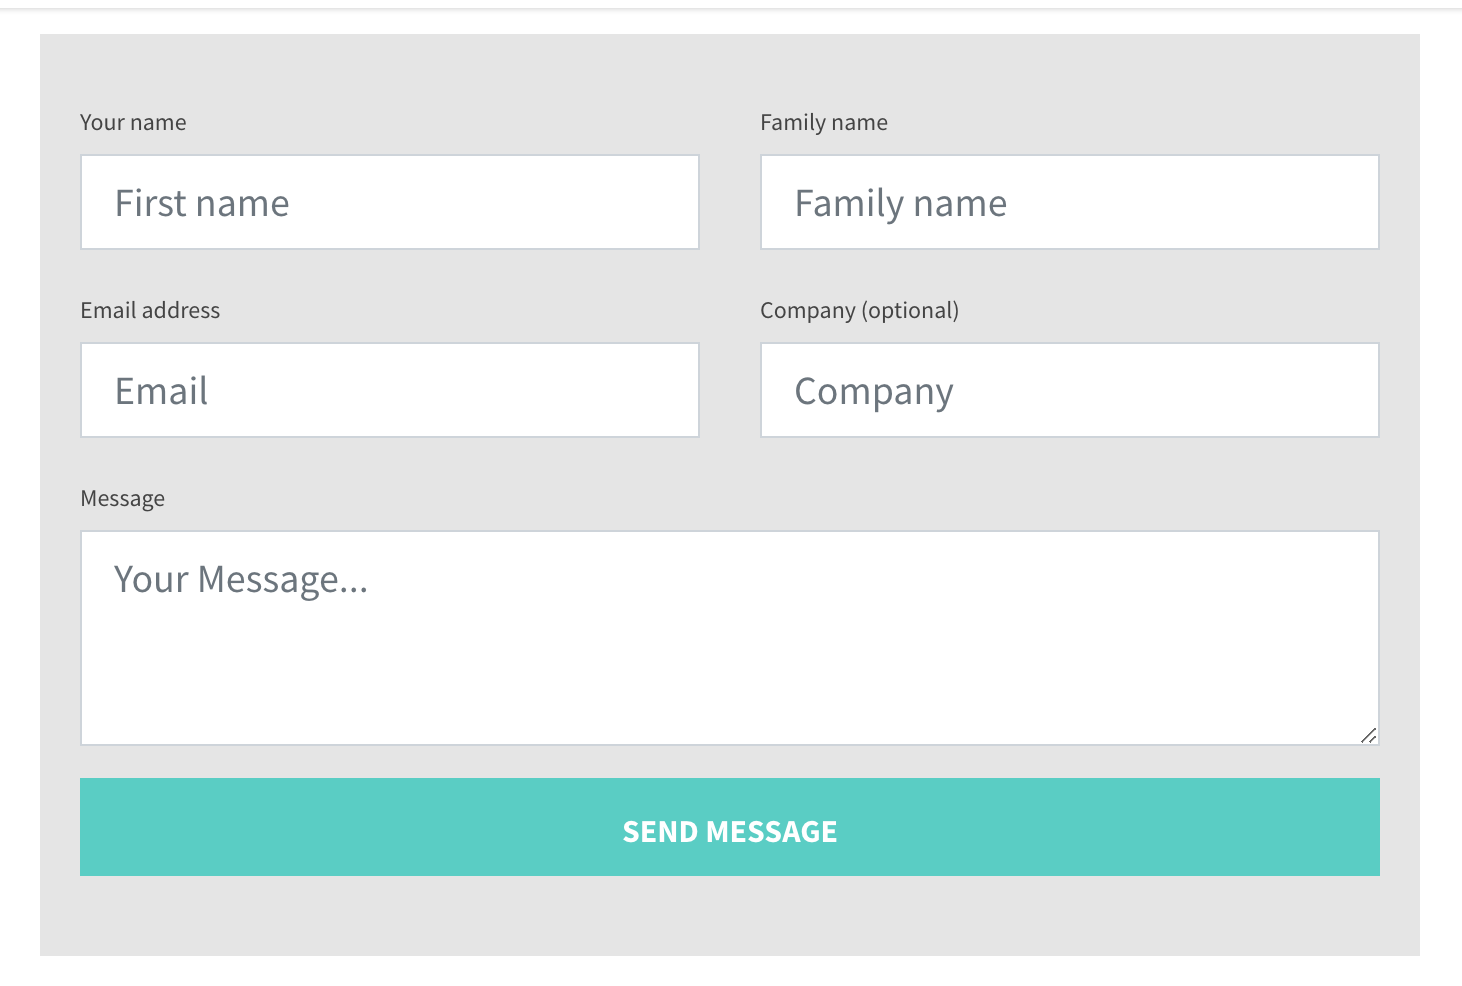 Your name
Family name
First name
Family name
Email address
Company (optional)
Email
Company
Message
Your Message...
SEND MESSAGE